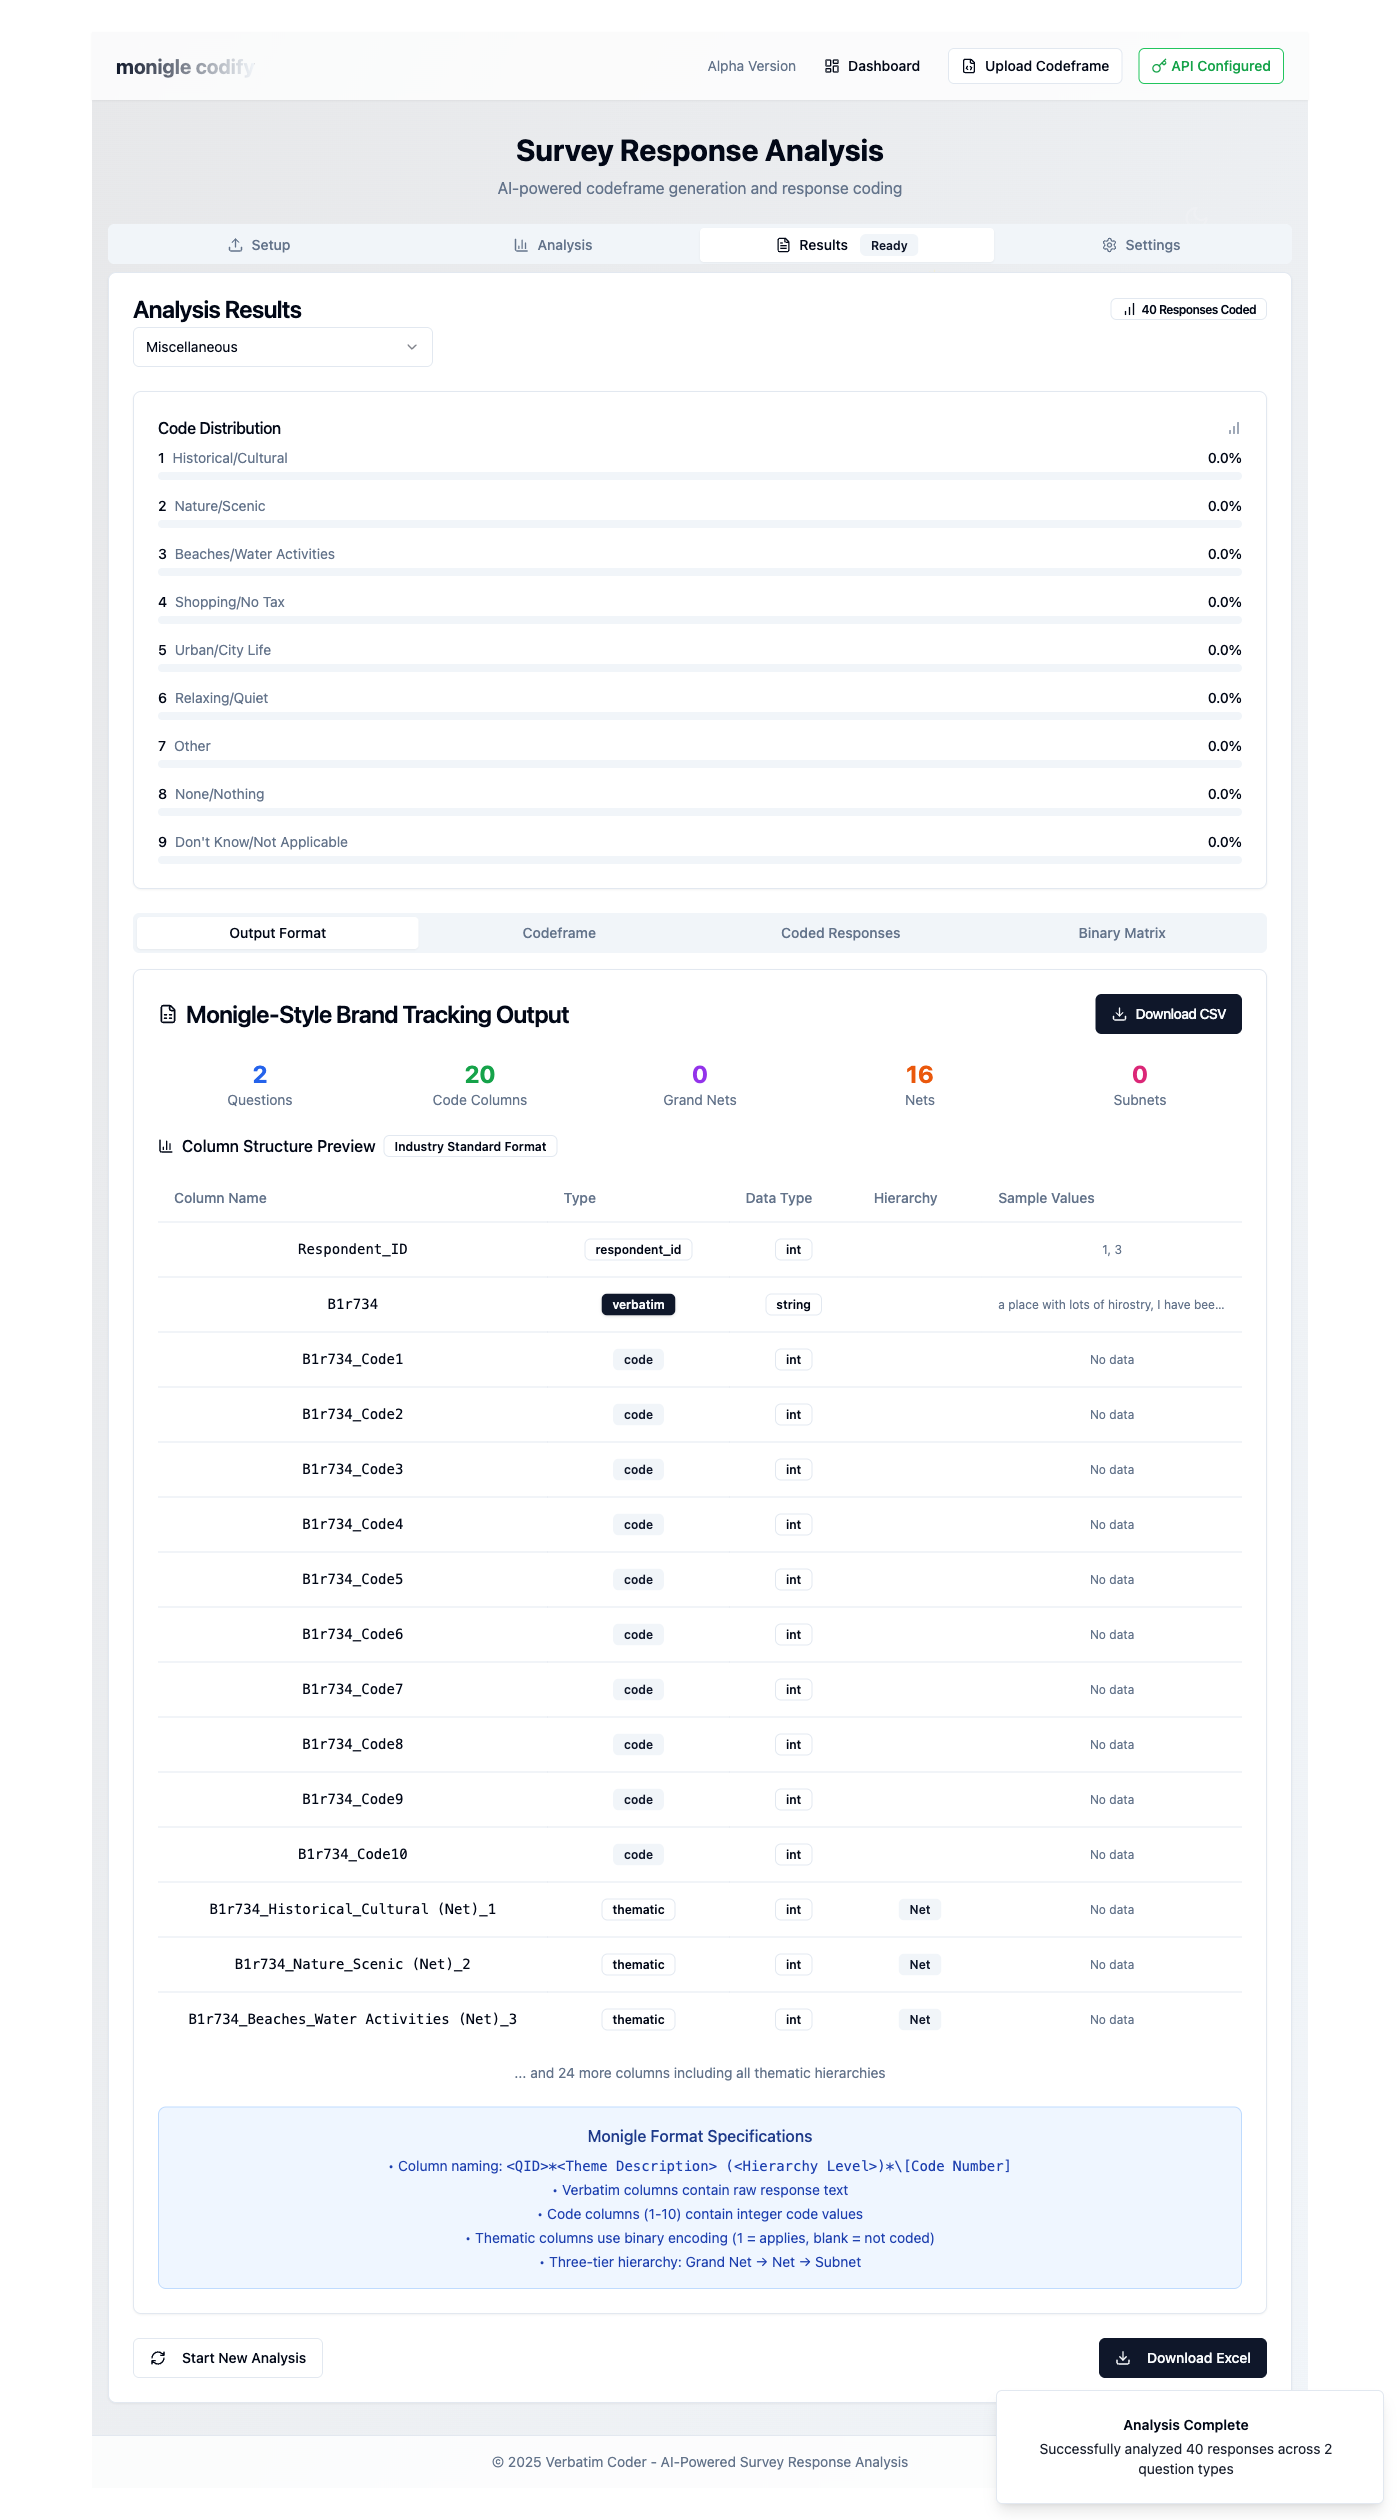 monigle codify
Alpha Version
Dashboard
Upload Codeframe
API Configured
Survey Response Analysis
AI-powered codeframe generation and response coding
Setup
Analysis
Results
Ready
Settings
Analysis Results
40 Responses Coded
Miscellaneous
Code Distribution
1 Historical/Cultural 0.0%
2 Nature/Scenic 0.0%
3 Beaches/Water Activities 0.0%
4 Shopping/No Tax 0.0%
5 Urban/City Life 0.0%
6 Relaxing/Quiet 0.0%
7 Other 0.0%
8 None/Nothing 0.0%
9 Don't Know/Not Applicable 0.0%
Output Format
Codeframe
Coded Responses
Binary Matrix
Monigle-Style Brand Tracking Output
Download CSV
2 20 0 16 0
Questions Code Columns Grand Nets Nets Subnets
Column Structure Preview Industry Standard Format
Column Name Type Data Type Hierarchy Sample Values
Respondent_ID respondent_id int 1, 3
B1r734 verbatim string a place with lots of hirostry, I have bee...
B1r734_Code1 code int No data
B1r734_Code2 code int No data
B1r734_Code3 code int No data
B1r734_Code4 code int No data
B1r734_Code5 code int No data
B1r734_Code6 code int No data
B1r734_Code7 code int No data
B1r734_Code8 code int No data
B1r734_Code9 code int No data
B1r734_Code10 code int No data
B1r734_Historical_Cultural (Net)_1 thematic int Net No data
B1r734_Nature_Scenic (Net)_2 thematic int Net No data
B1r734_Beaches_Water Activities (Net)_3 thematic int Net No data
... and 24 more columns including all thematic hierarchies
Monigle Format Specifications
• Column naming: <QID>*<Theme Description> (<Hierarchy Level>)*\[Code Number]
• Verbatim columns contain raw response text
• Code columns (1-10) contain integer code values
• Thematic columns use binary encoding (1 = applies, blank = not coded)
• Three-tier hierarchy: Grand Net → Net → Subnet
Start New Analysis
Download Excel
Analysis Complete
Successfully analyzed 40 responses across 2
question types
© 2025 Verbatim Coder - AI-Powered Survey Response Analysis